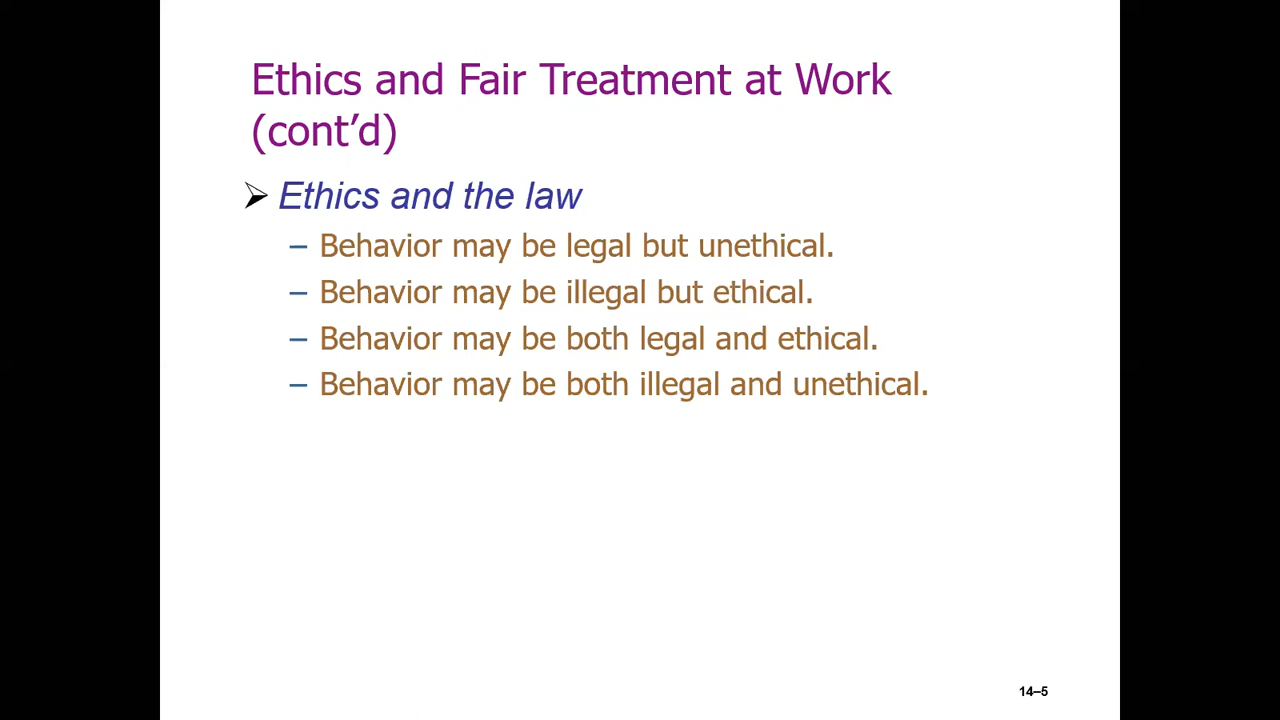 Ethics and Fair Treatment at Work
(cont’d)
Ethics and the law
– Behavior may be legal but unethical.
– Behavior may be illegal but ethical.
– Behavior may be both legal and ethical.
– Behavior may be both illegal and unethical.
14–5